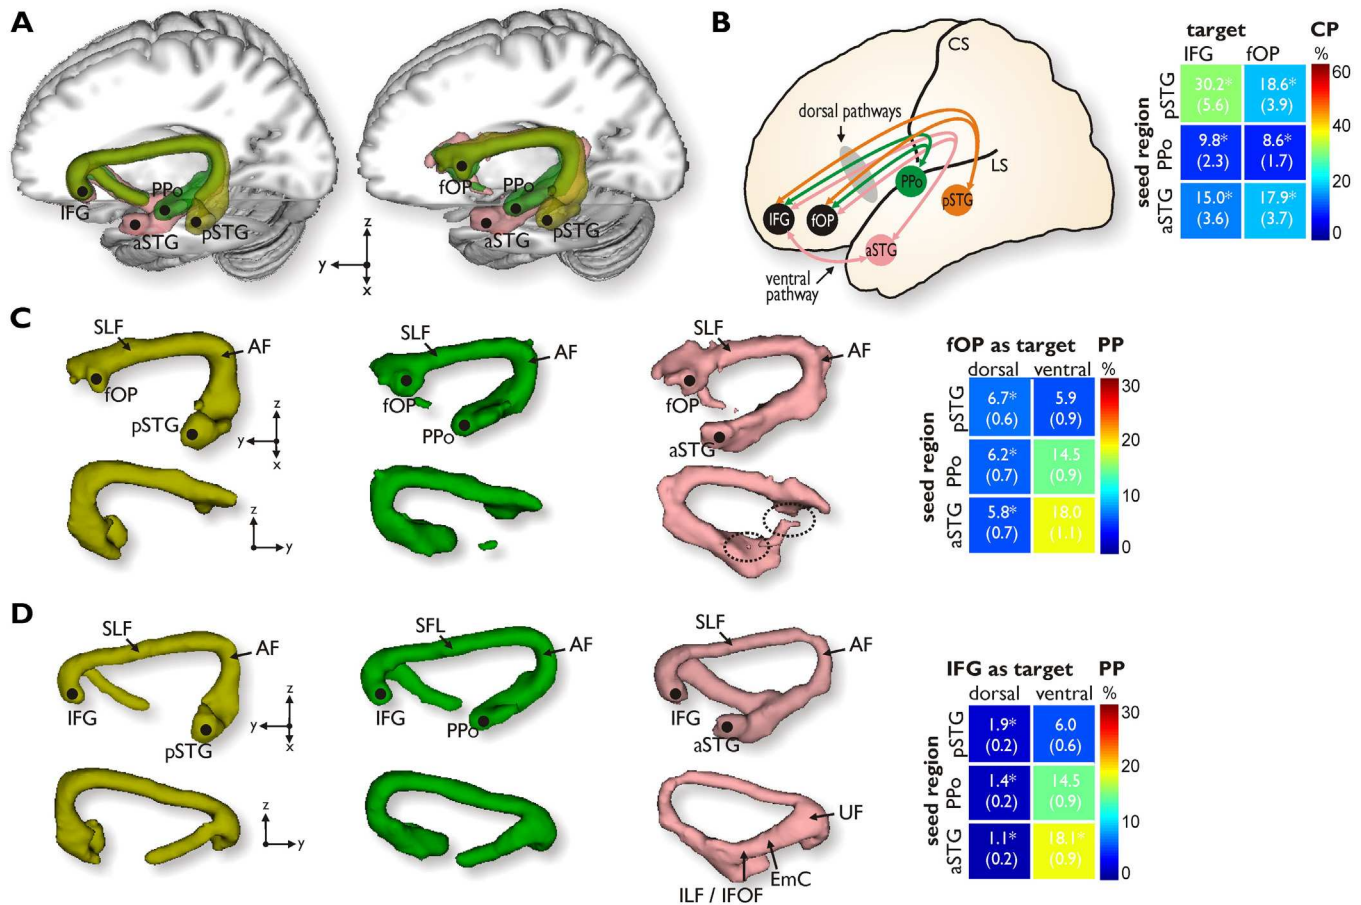 A
IFG
PPo
aSTG
pSTG
fOP
PPo
aSTG
pSTG
z
y
x
B
CS
dorsal pathways
LS
PPo
pSTG
IFG
fOP
aSTG
ventral
pathway
target
CP
IFG fOP
%
seed region
pSTG
30.2* 18.6*
(5.6) (3.9)
PPo
9.8* 8.6*
(2.3) (1.7)
aSTG
15.0* 17.9*
(3.6) (3.7)
60
40
20
0
C
SLF
AF
fOP
pSTG
z
y
x
z
y
SLF
AF
fOP
PPo
SLF
AF
fOP
aSTG
fOP as target PP
dorsal ventral %
seed region
pSTG
6.7* 5.9
(0.6) (0.9)
PPo
6.2* 14.5
(0.7) (0.9)
aSTG
5.8* 18.0
(0.7) (1.1)
30
20
10
0
D
SLF
AF
IFG
pSTG
z
y
x
z
y
SFL
AF
IFG
PPo
SLF
AF
IFG
aSTG
UF
EmC
ILF / IFOF
IFG as target PP
dorsal ventral %
seed region
pSTG
1.9* 6.0
(0.2) (0.6)
PPo
1.4* 14.5
(0.2) (0.9)
aSTG
1.1* 18.1*
(0.2) (0.9)
30
20
10
0